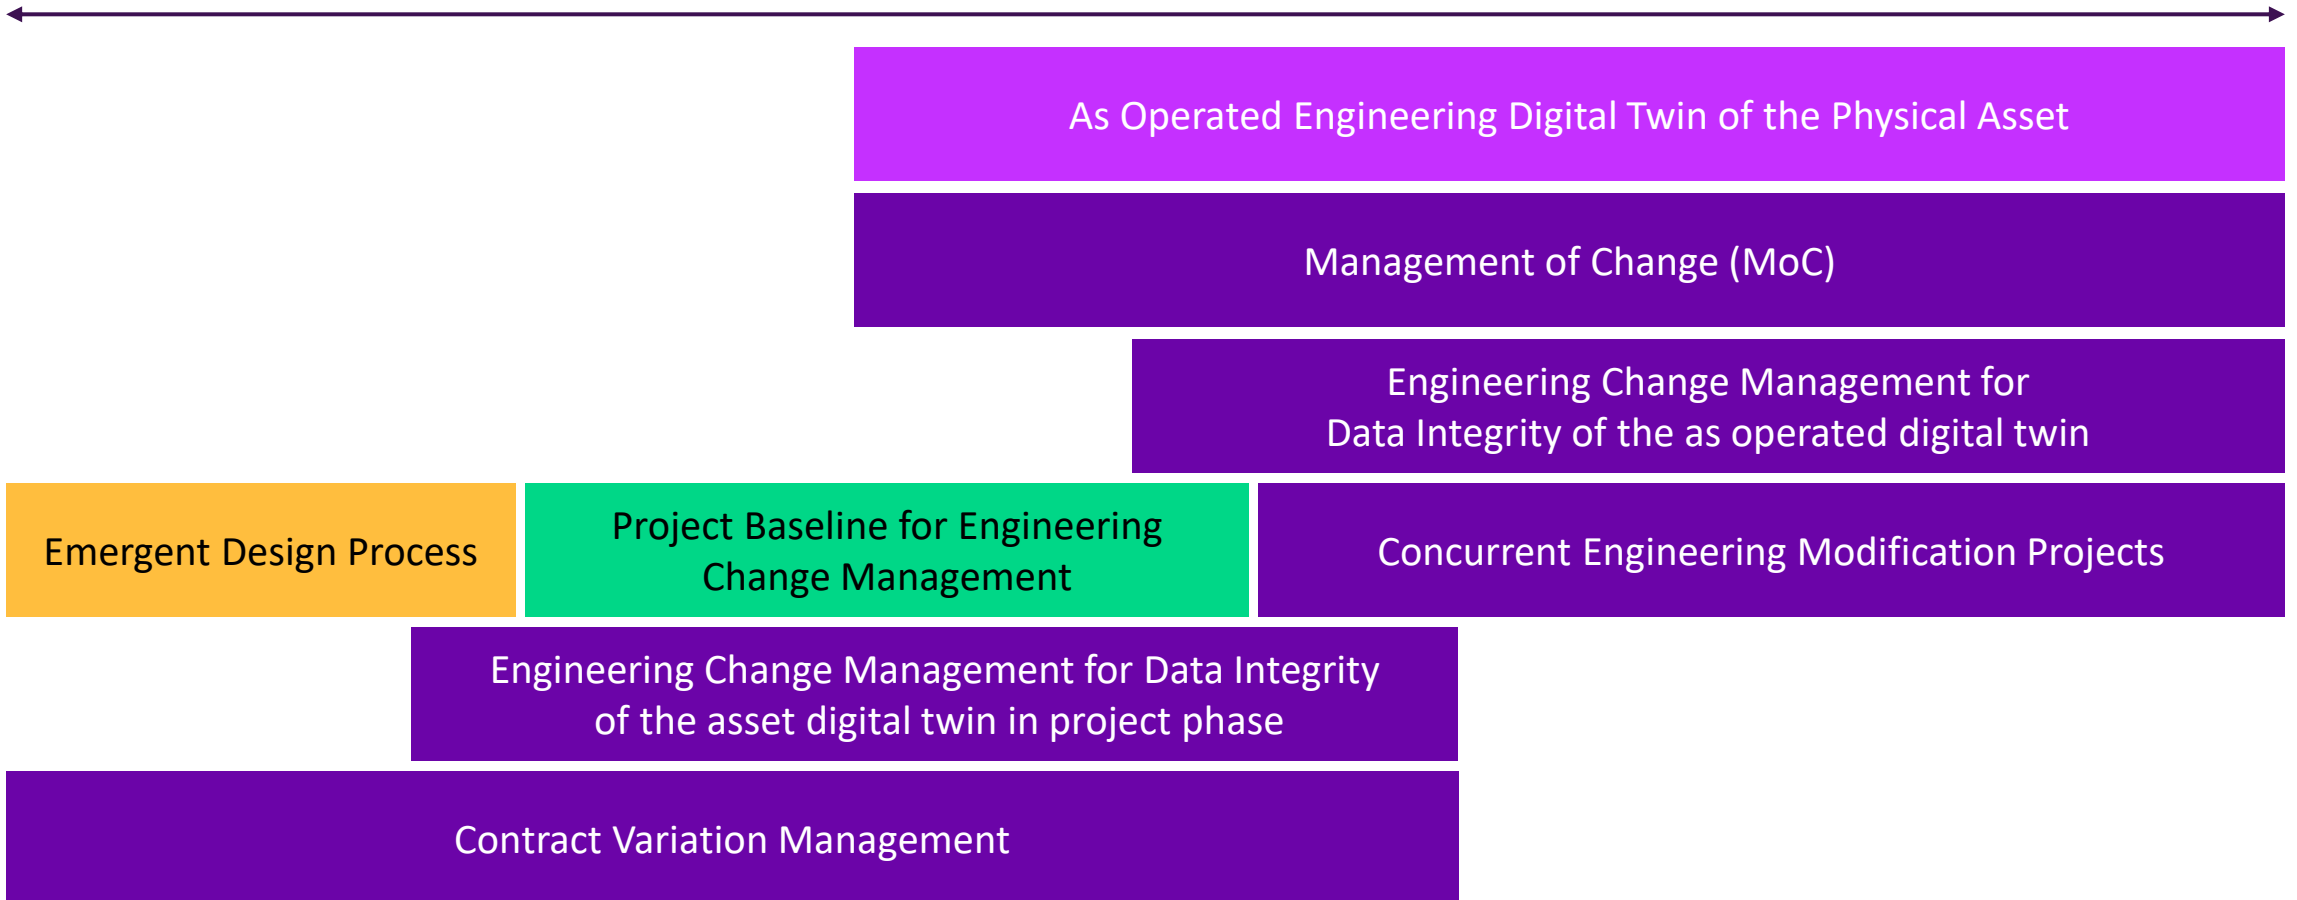 As Operated Engineering Digital Twin of the Physical Asset
Management of Change (MoC)
Engineering Change Management for
Data Integrity of the as operated digital twin
Emergent Design Process
Project Baseline for Engineering
Change Management
Concurrent Engineering Modification Projects
Engineering Change Management for Data Integrity
of the asset digital twin in project phase
Contract Variation Management